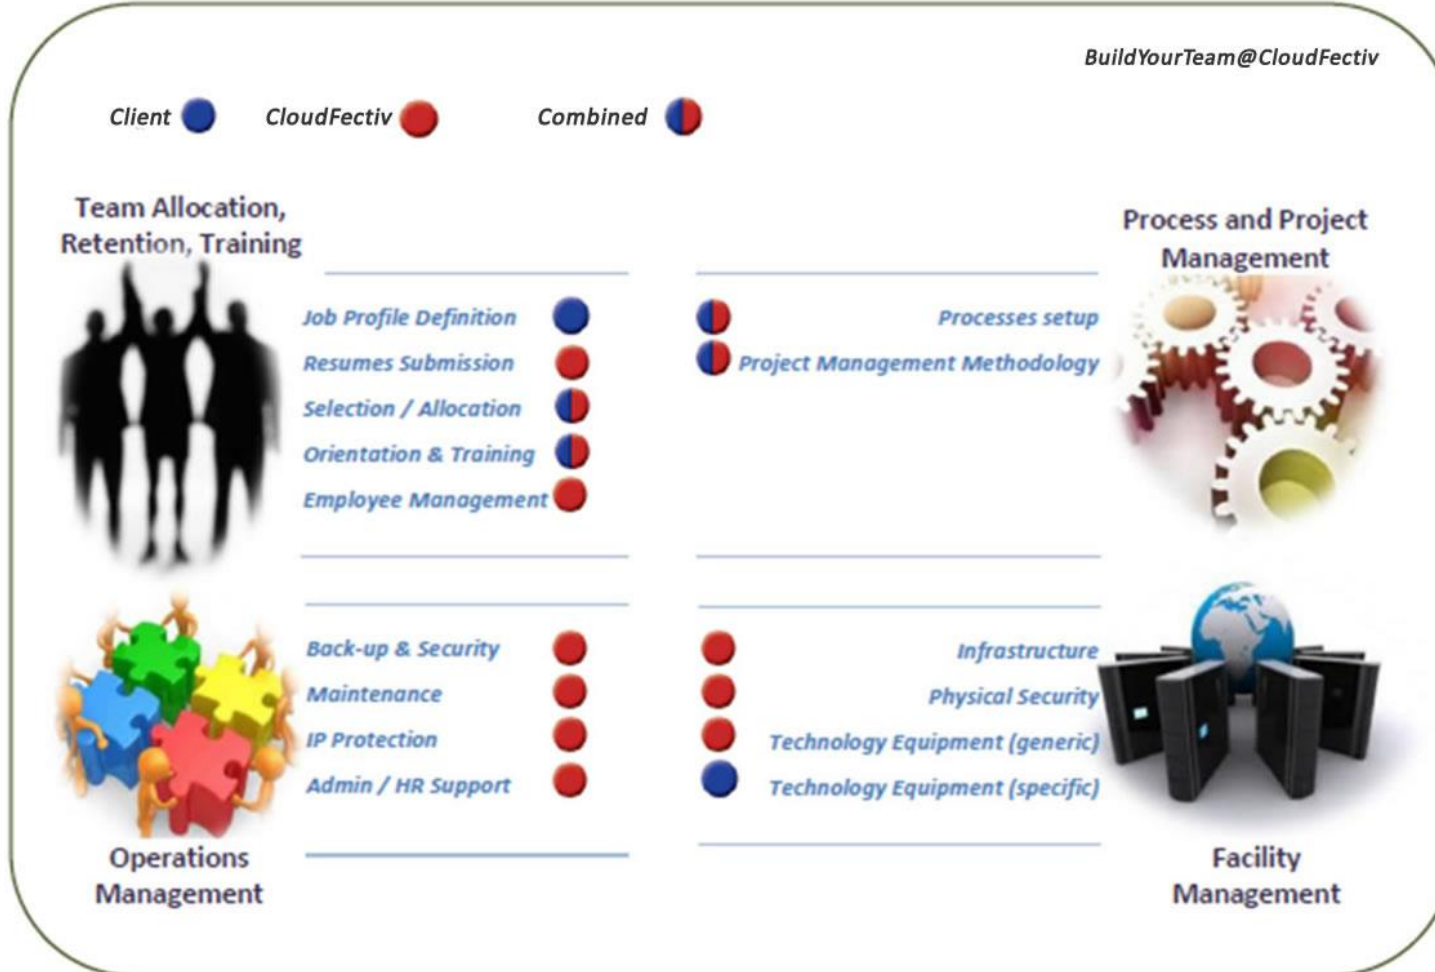 BuildYourTeam@CloudFectiv
Client
CloudFectiv
Combined
Team Allocation,
Retention, Training
Job Profile Definition
Resumes Submission
Selection / Allocation
Orientation & Training
Employee Management
Process and Project
Management
Processes setup
Project Management Methodology
Back-up & Security
Maintenance
IP Protection
Admin / HR Support
Operations
Management
Infrastructure
Physical Security
Technology Equipment (generic)
Technology Equipment (specific)
Facility
Management